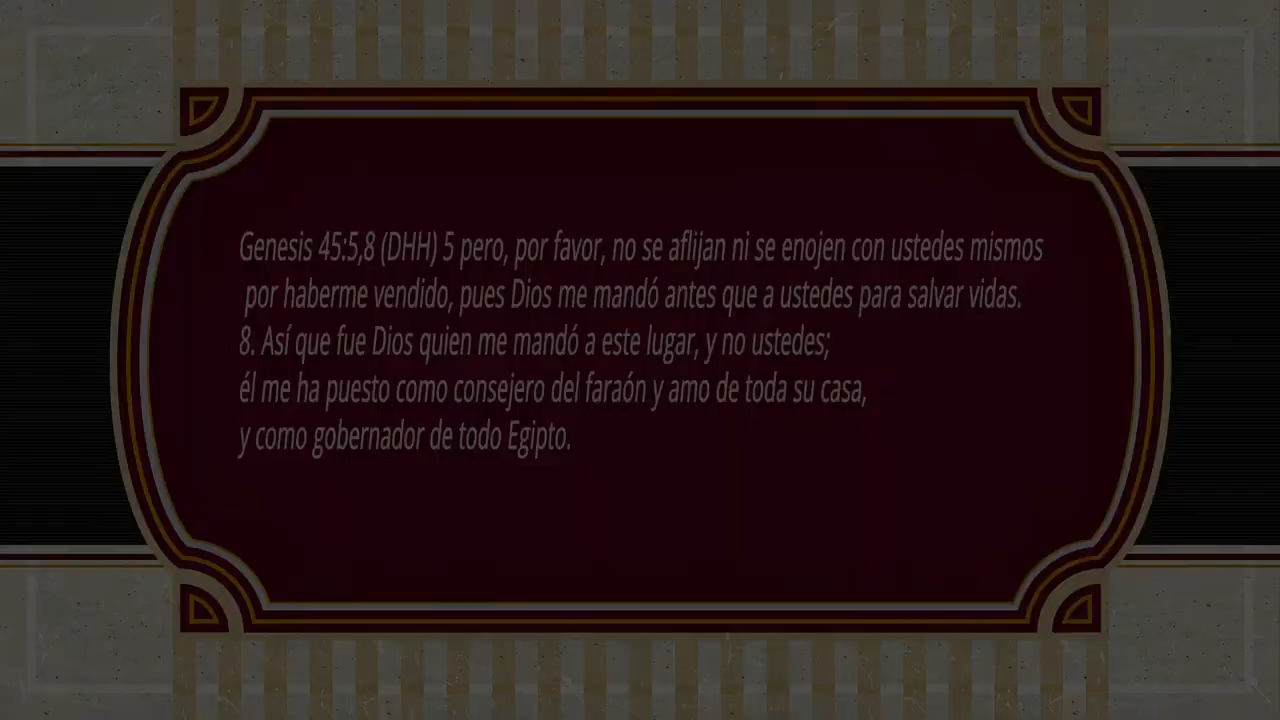 Genesis 45:5,8 (DHH) 5 pero, por favor, no se aflijan ni se enojen con ustedes mismos
por haberme vendido, pues Dios me mandó antes que a ustedes para salvar vidas.
8. Así que fue Dios quien me mandó a este lugar, y no ustedes;
él me ha puesto como consejero del faraón y amo de toda su casa,
y como gobernador de todo Egipto.